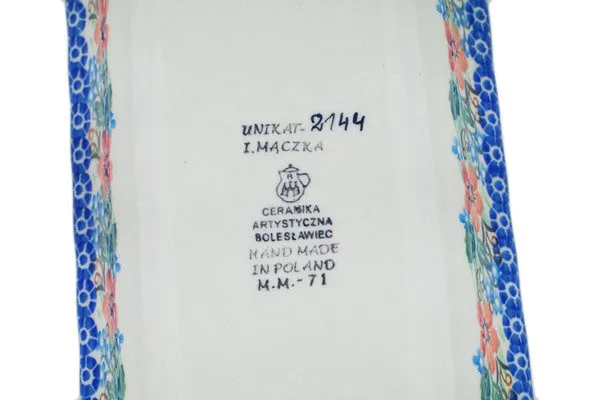 UNIKAT-2144
I. MĄCZKA
CERAMIKA
ARTYSTYCZNA
BOLESŁAWIEC
HAND MADE
IN POLAND
M.M.-71